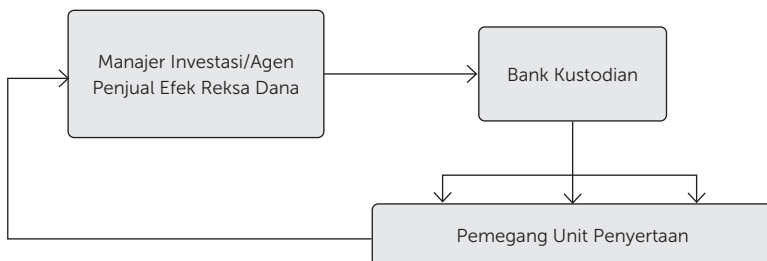 Manajer Investasi/Agen
Penjual Efek Reksa Dana
Bank Kustodian
Pemegang Unit Penyertaan